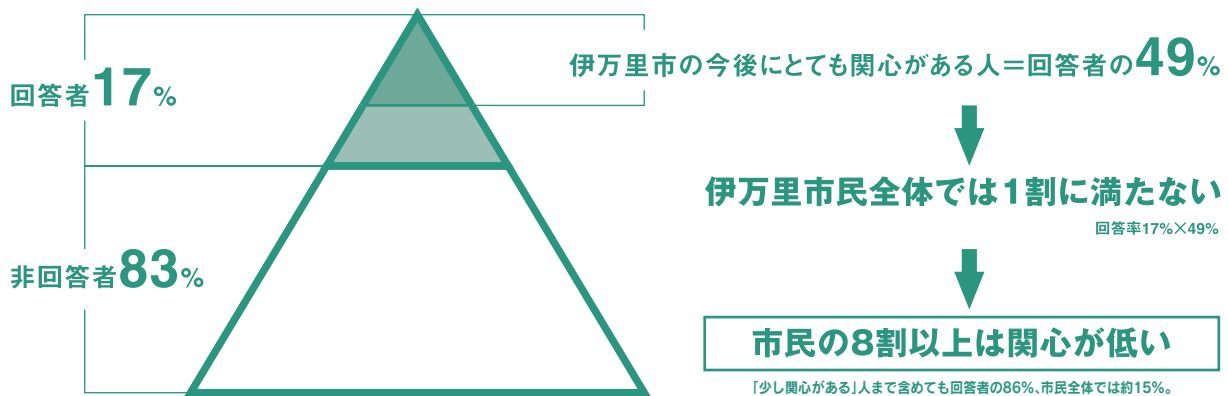 回答者17%
非回答者83%
伊万里市の今後にとても関心がある人＝回答者の49%
伊万里市民全体では1割に満たない
回答率17%×49%
市民の8割以上は関心が低い
「少し関心がある」人まで含めても回答者の86%、市民全体では約15%。